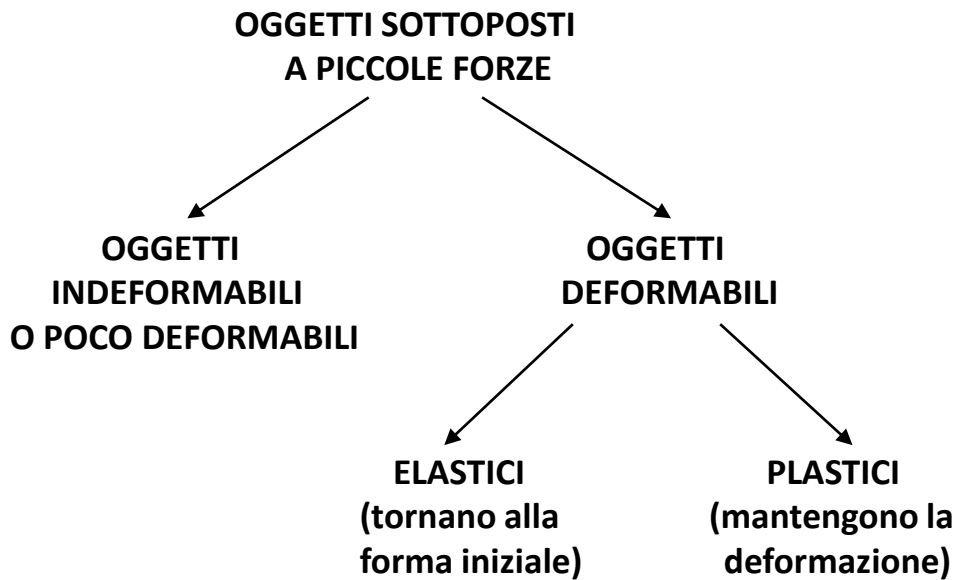 OGGETTI SOTTOPOSTI
A PICCOLE FORZE
OGGETTI
INDEFORMABILI
O POCO DEFORMABILI
OGGETTI
DEFORMABILI
ELASTICI
(tornano alla
forma iniziale)
PLASTICI
(mantengono la
deformazione)